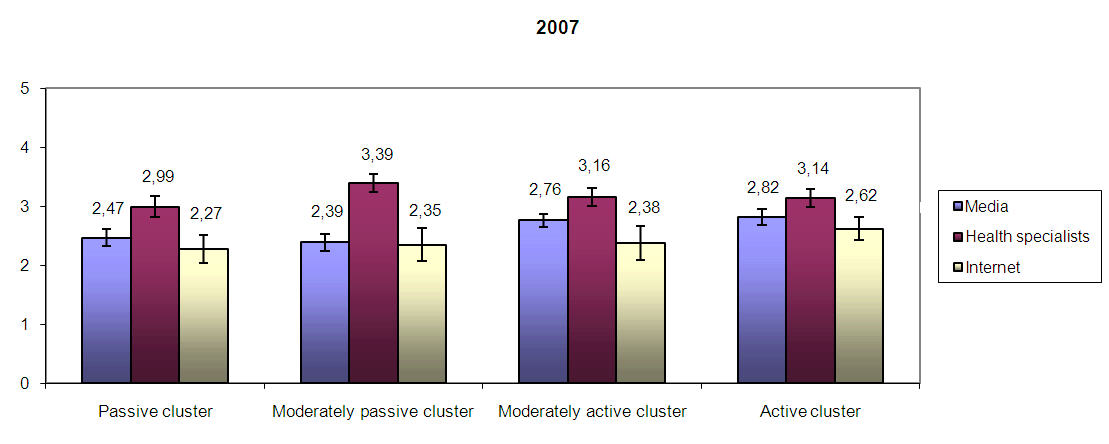 2007
5
4
3
2
1
0
2,47
2,99
2,27
2,39
3,39
2,35
2,76
3,16
2,38
2,82
3,14
2,62
Passive cluster
Moderately passive cluster
Moderately active cluster
Active cluster
Media
Health specialists
Internet